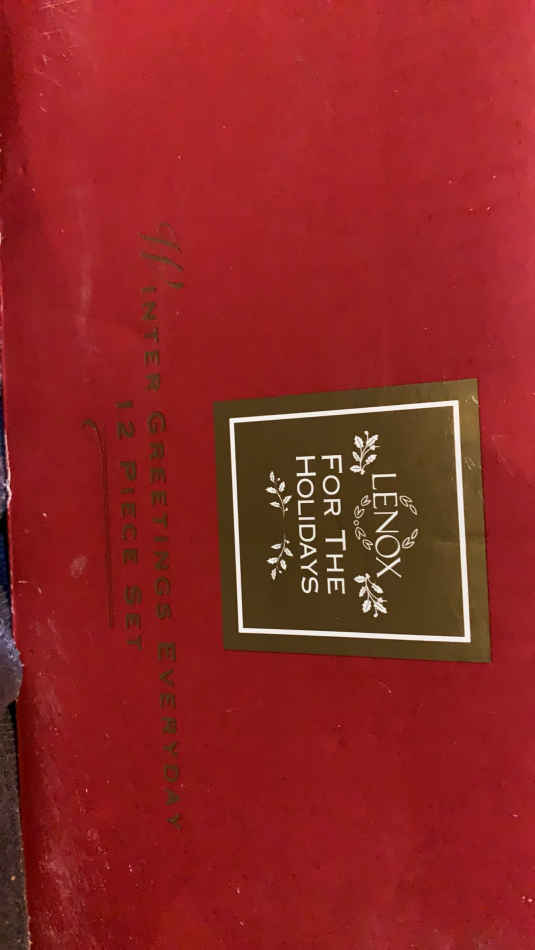 LENOX
FOR THE
HOLIDAYS
WINTER GREETINGS EVERYDAY
12 PIECE SET